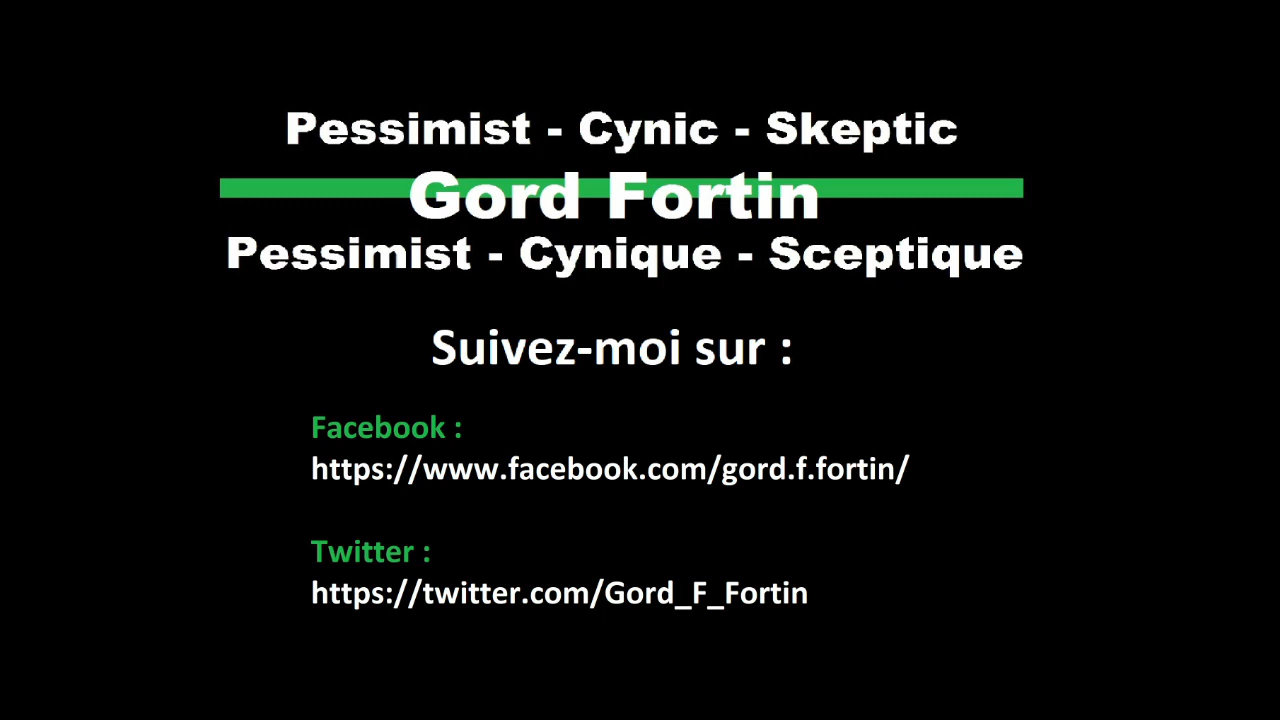 Pessimist - Cynic - Skeptic
Gord Fortin
Pessimist - Cynique - Sceptique
Suivez-moi sur :
Facebook :
https://www.facebook.com/gord.f.fortin/
Twitter :
https://twitter.com/Gord_F_Fortin